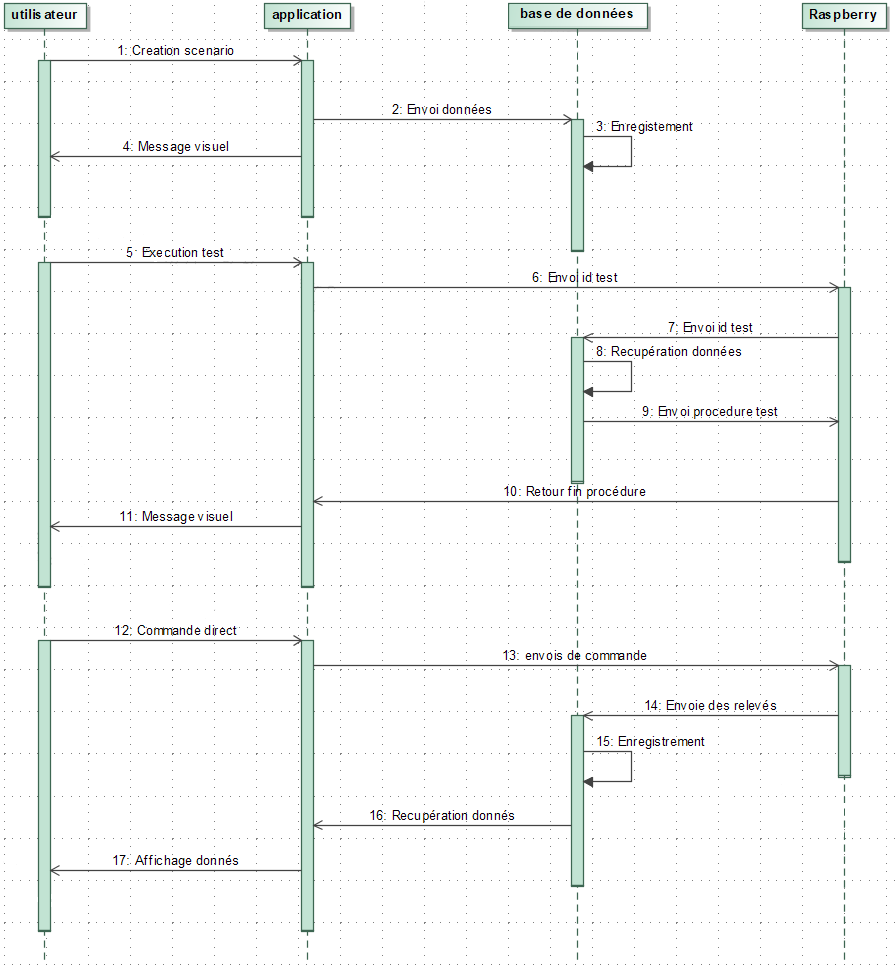 utilisateur
application
base de données
Raspberry
1: Creation scenario
2: Envoi données
3: Enregistement
4: Message visuel
5: Execution test
6: Envoi id test
7: Envoi id test
8: Recupération données
9: Envoi procedure test
10: Retour fin procédure
11: Message visuel
12: Commande direct
13: envois de commande
14: Envoie des relevés
15: Enregistrement
16: Recupération donnés
17: Affichage donnés